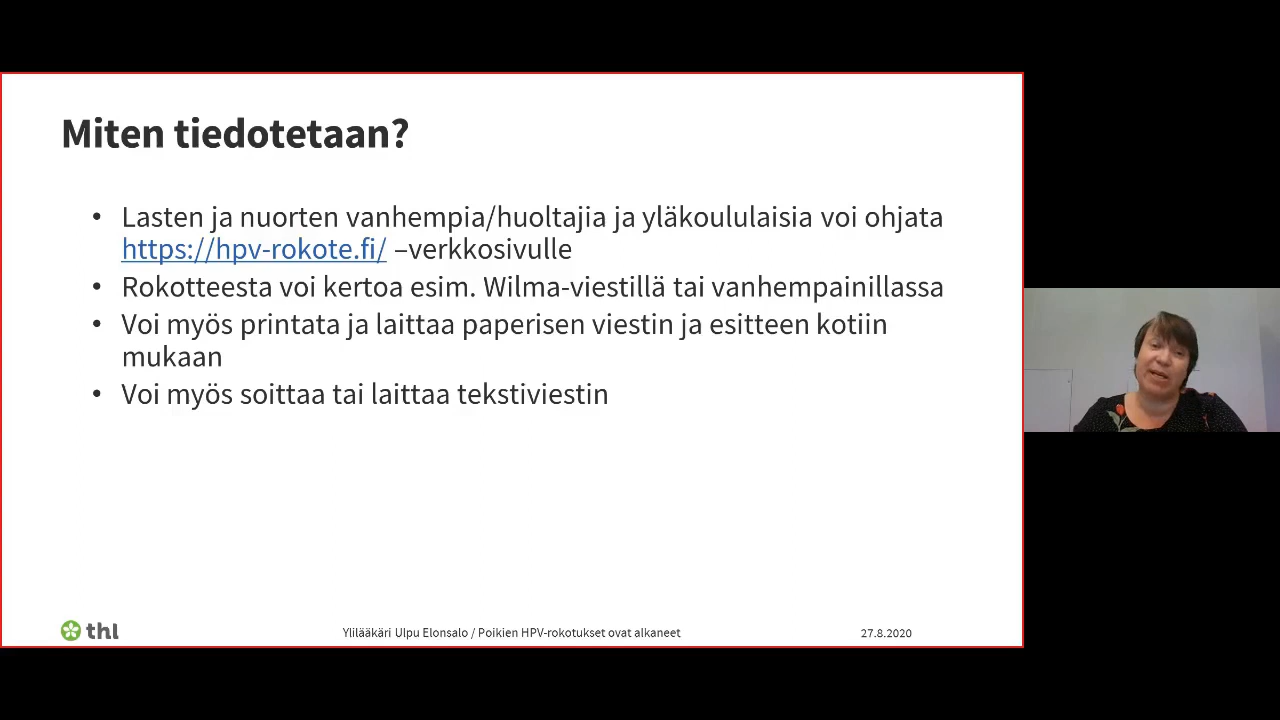 Miten tiedotetaan?
• Lasten ja nuorten vanhempia/huoltajia ja yläkoululaisia voi ohjata
https://hpv-rokote.fi/ –verkkosivulle
• Rokotteesta voi kertoa esim. Wilma-viestillä tai vanhempainillassa
• Voi myös printata ja laittaa paperisen viestin ja esitteen kotiin
mukaan
• Voi myös soittaa tai laittaa tekstiviestin
thl
Ylilääkäri Ulpu Elonsalo / Poikien HPV-rokotukset ovat alkaneet
27.8.2020